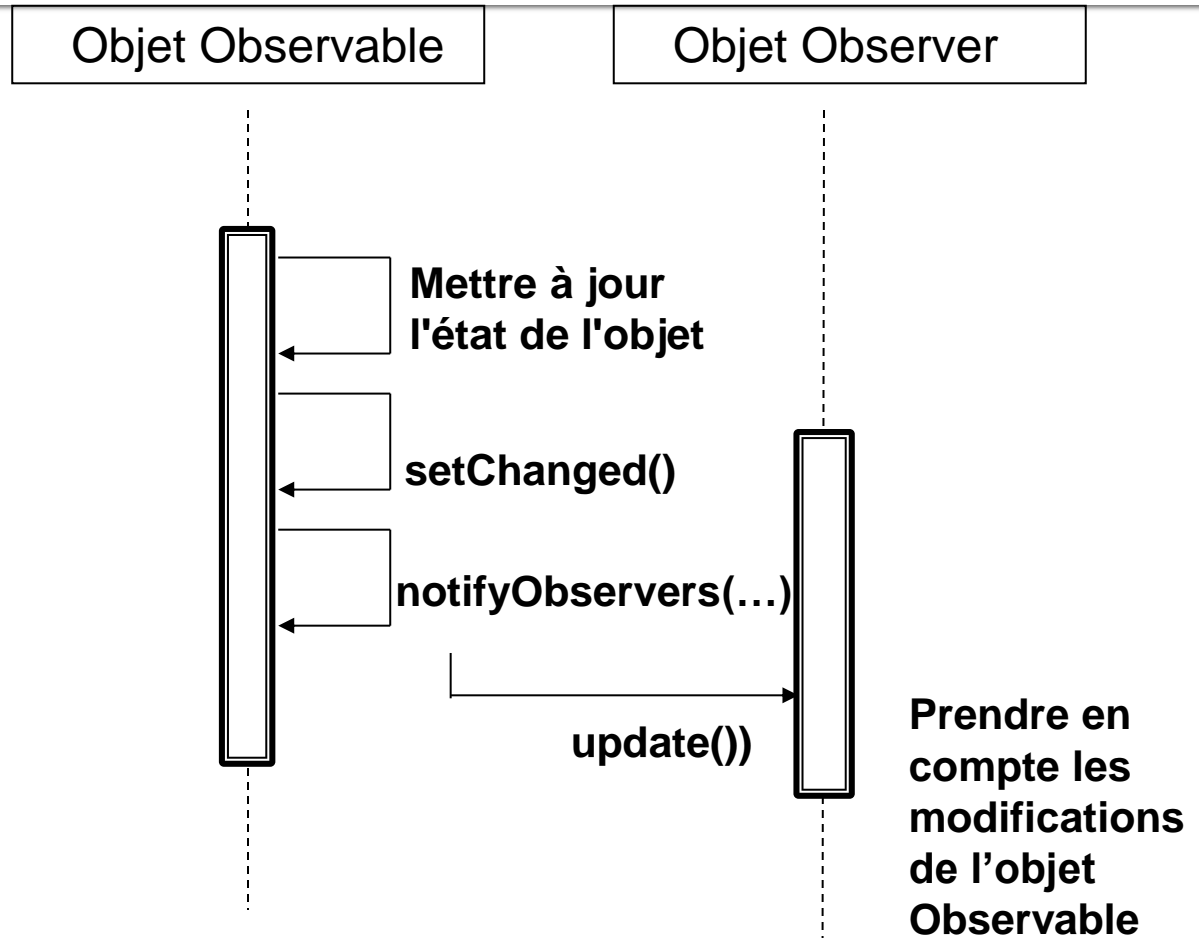 Objet Observable
Objet Observer
Mettre à jour
l'état de l'objet
setChanged()
notifyObservers(…)
update())
Prendre en
compte les
modifications
de l’objet
Observable